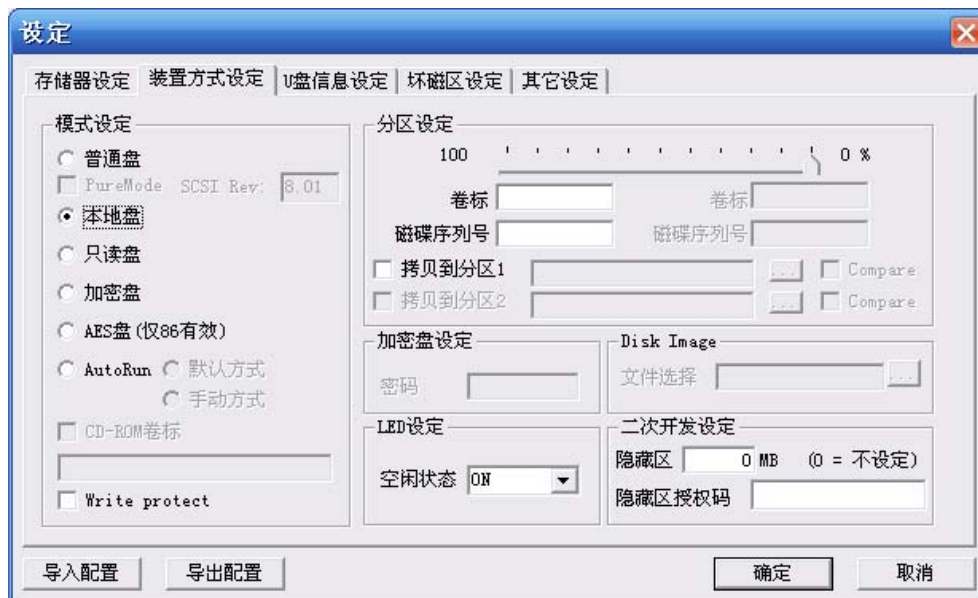 设定
存储器设定 装置方式设定 U盘信息设定 坏磁区设定 其它设定
模式设定
普通盘
PureMode SCSI Rev: 8.01
本地盘
只读盘
加密盘
AES盘(仅86有效)
AutoRun 默认方式
手动方式
CD-ROM卷标
Write protect
分区设定
100 0 %
卷标 卷标
磁碟序列号 磁碟序列号
拷贝到分区1 ... Compare
拷贝到分区2 ... Compare
加密盘设定
密码
Disk Image
文件选择 ...
LED设定
空闲状态 ON
二次开发设定
隐藏区 0 MB (0 = 不设定)
隐藏区授权码
导入配置 导出配置 确定 取消